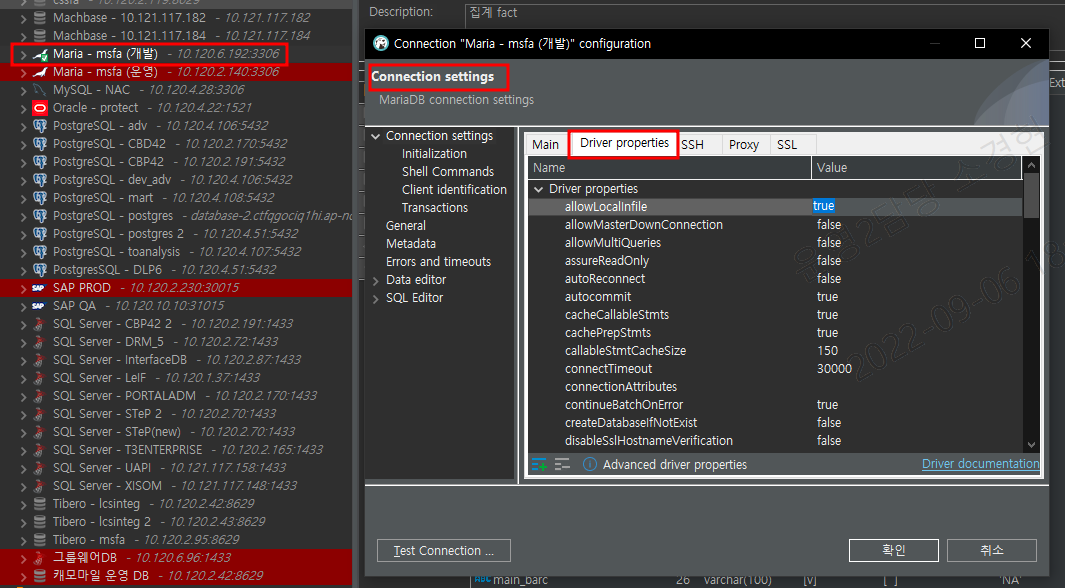 cssfa - 10.120.2.119:8629
Machbase - 10.121.117.182 - 10.121.117.182
Machbase - 10.121.117.184 - 10.121.117.184
Maria - msfa (개발) - 10.120.6.192:3306
Maria - msfa (운영) - 10.120.2.140:3306
MySQL - NAC - 10.120.4.28:3306
Oracle - protect - 10.120.4.22:1521
PostgreSQL - adv - 10.120.4.106:5432
PostgreSQL - CBD42 - 10.120.2.170:5432
PostgreSQL - CBP42 - 10.120.2.191:5432
PostgreSQL - dev_adv - 10.120.4.106:5432
PostgreSQL - mart - 10.120.4.108:5432
PostgreSQL - postgres - database-2.ctfqgociq1hi.ap-no
PostgreSQL - postgres 2 - 10.120.4.51:5432
PostgreSQL - toanalysis - 10.120.4.107:5432
PostgresSQL - DLP6 - 10.120.4.51:5432
SAP PROD - 10.120.2.230:30015
SAP QA - 10.120.10.10:31015
SQL Server - CBP42 2 - 10.120.2.191:1433
SQL Server - DRM_5 - 10.120.2.72:1433
SQL Server - InterfaceDB - 10.120.2.87:1433
SQL Server - LeIF - 10.120.1.37:1433
SQL Server - PORTALADM - 10.120.2.170:1433
SQL Server - STeP 2 - 10.120.2.70:1433
SQL Server - STeP(new) - 10.120.2.70:1433
SQL Server - T3ENTERPRISE - 10.120.2.165:1433
SQL Server - UAPI - 10.121.117.158:1433
SQL Server - XISOM - 10.121.117.148:1433
Tibero - lcsinteg - 10.120.2.42:8629
Tibero - lcsinteg 2 - 10.120.2.43:8629
Tibero - msfa - 10.120.2.95:8629
그룹웨어DB - 10.120.6.96:1433
캐모마일 운영 DB - 10.120.2.42:8629
Description: 집계 fact
Connection "Maria - msfa (개발)" configuration
Connection settings
MariaDB connection settings
Ext
Connection settings
Initialization
Shell Commands
Client identification
Transactions
General
Metadata
Errors and timeouts
Data editor
SQL Editor
Main Driver properties SSH Proxy SSL
Name Value
Driver properties
allowLocalInfile true
allowMasterDownConnection false
allowMultiQueries false
assureReadOnly false
autoReconnect false
autocommit true
cacheCallableStmts true
cachePrepStmts true
callableStmtCacheSize 150
connectTimeout 30000
connectionAttributes
continueBatchOnError true
createDatabaseIfNotExist false
disableSslHostnameVerification false
Advanced driver properties Driver documentation
Test Connection ...
확인 취소
ABC main_barc 26 varchar(100) [v] [ ] 'NA'
2022-09-06 18